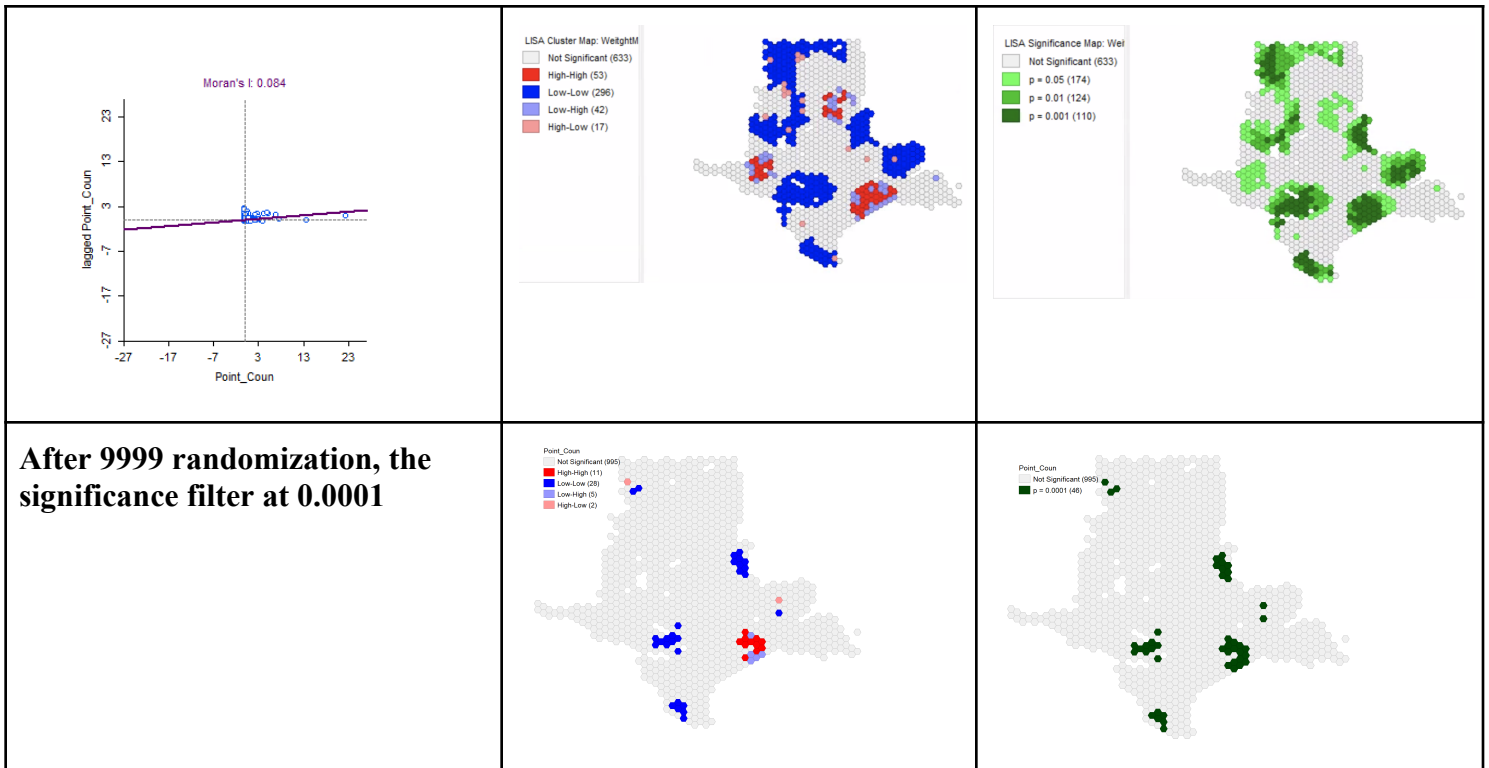 Moran's I: 0.084
lagged Point_Coun
23
13
3
-7
-17
-27
-27 -17 -7 3 13 23
Point_Coun
LISA Cluster Map: WeitghtM
Not Significant (633)
High-High (53)
Low-Low (296)
Low-High (42)
High-Low (17)
LISA Significance Map: Wei
Not Significant (633)
p = 0.05 (174)
p = 0.01 (124)
p = 0.001 (110)
After 9999 randomization, the
significance filter at 0.0001
Point_Coun
Not Significant (995)
High-High (11)
Low-Low (28)
Low-High (5)
High-Low (2)
Point_Coun
Not Significant (995)
p = 0.0001 (46)